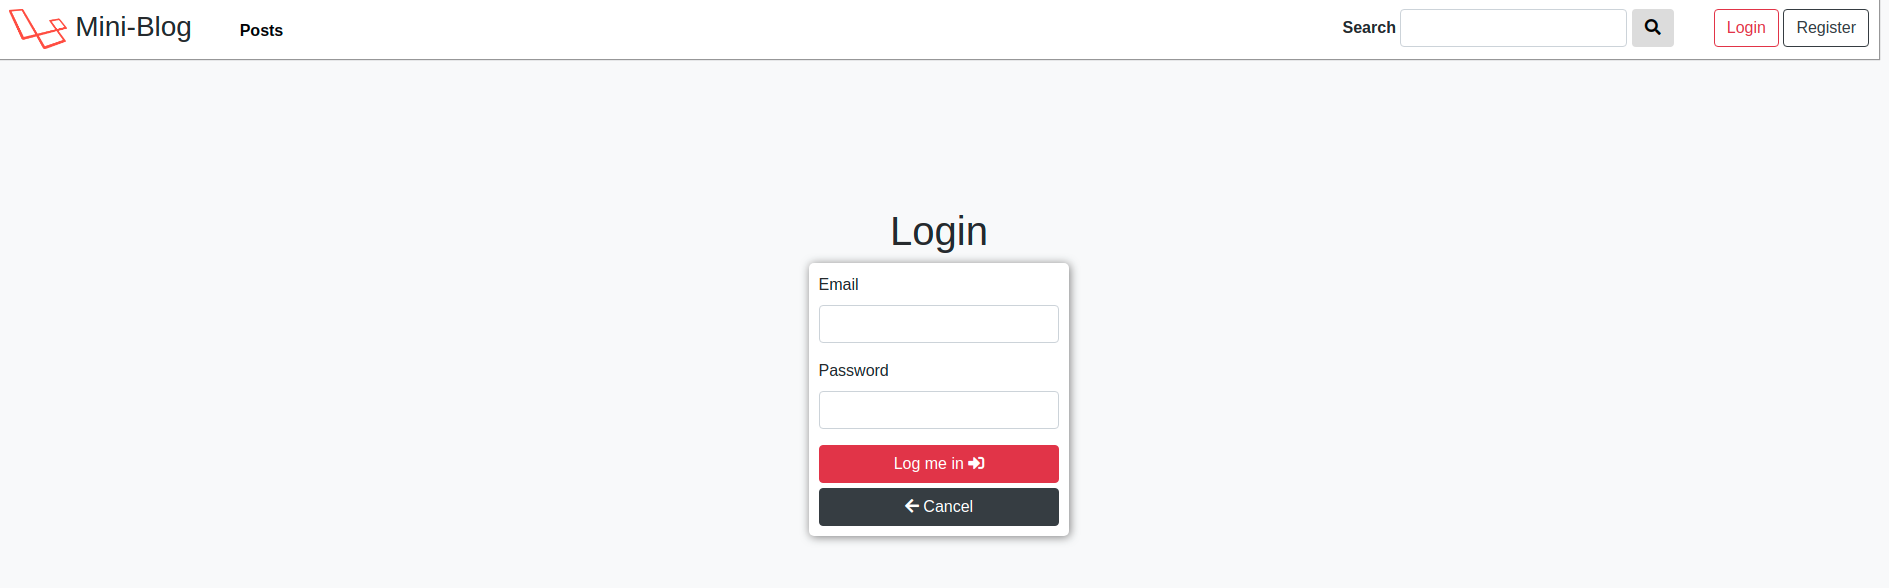 Mini-Blog Posts Search Login Register
Login
Email
Password
Log me in
Cancel